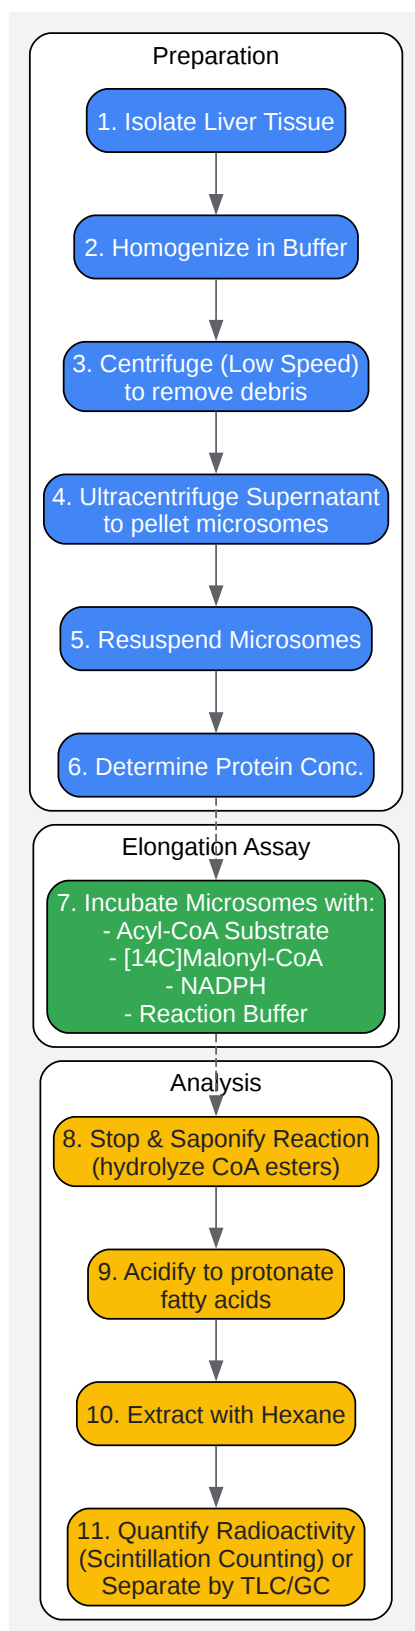 Preparation
1. Isolate Liver Tissue
2. Homogenize in Buffer
3. Centrifuge (Low Speed)
to remove debris
4. Ultracentrifuge Supernatant
to pellet microsomes
5. Resuspend Microsomes
6. Determine Protein Conc.
Elongation Assay
7. Incubate Microsomes with:
- Acyl-CoA Substrate
- [14C]Malonyl-CoA
- NADPH
- Reaction Buffer
Analysis
8. Stop & Saponify Reaction
(hydrolyze CoA esters)
9. Acidify to protonate
fatty acids
10. Extract with Hexane
11. Quantify Radioactivity
(Scintillation Counting) or
Separate by TLC/GC